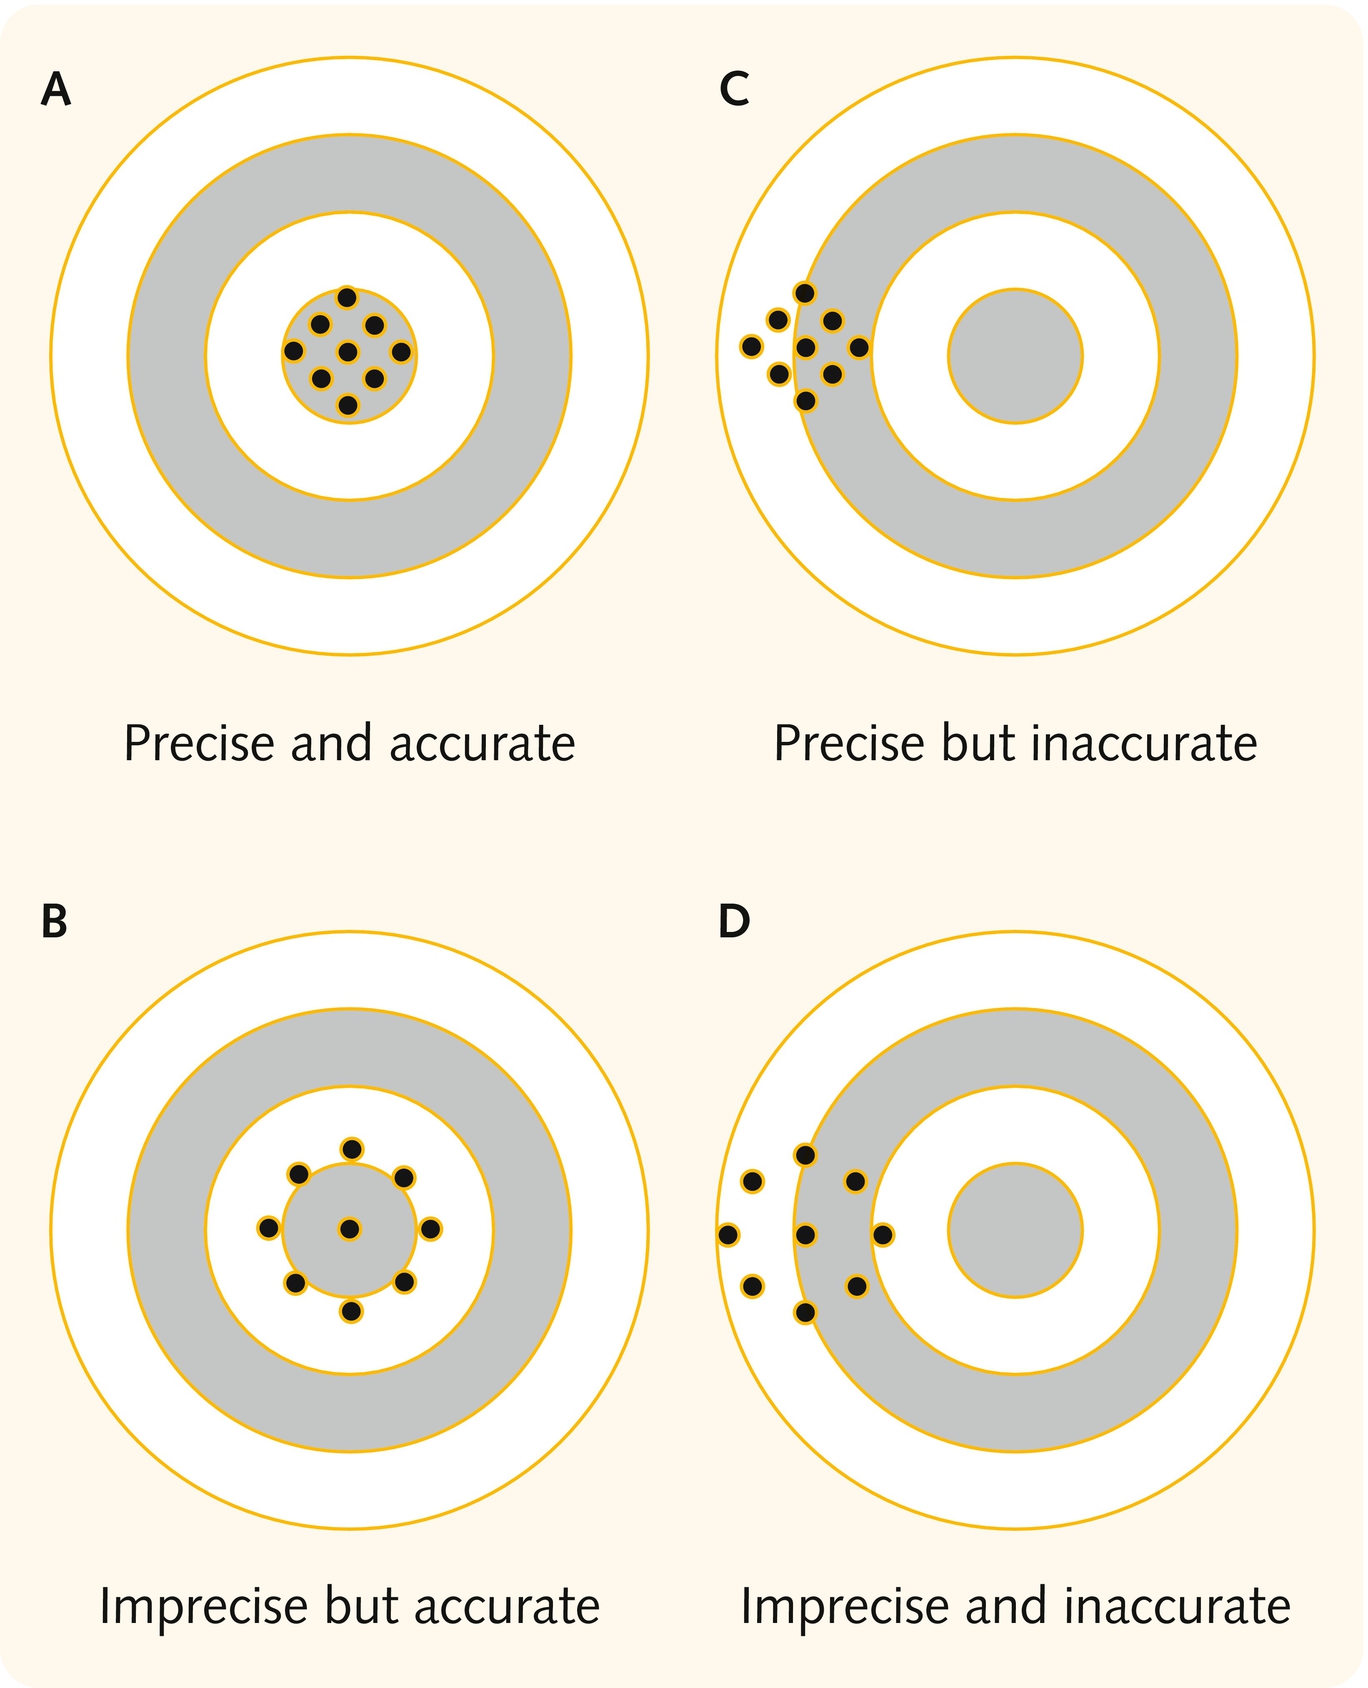 A
C
Precise and accurate
Precise but inaccurate
B
D
Imprecise but accurate
Imprecise and inaccurate